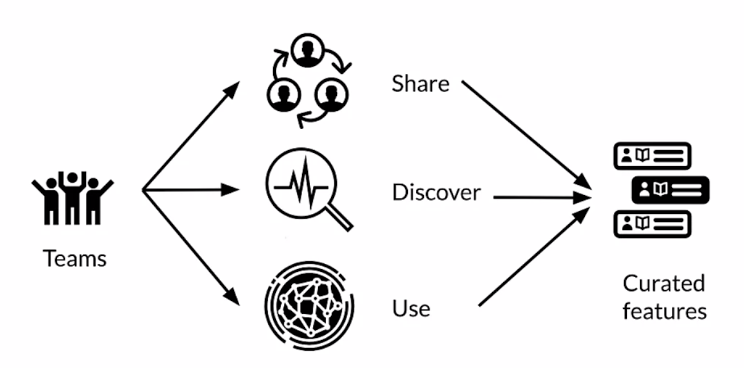 Share
Discover
Teams
Use
Curated
features